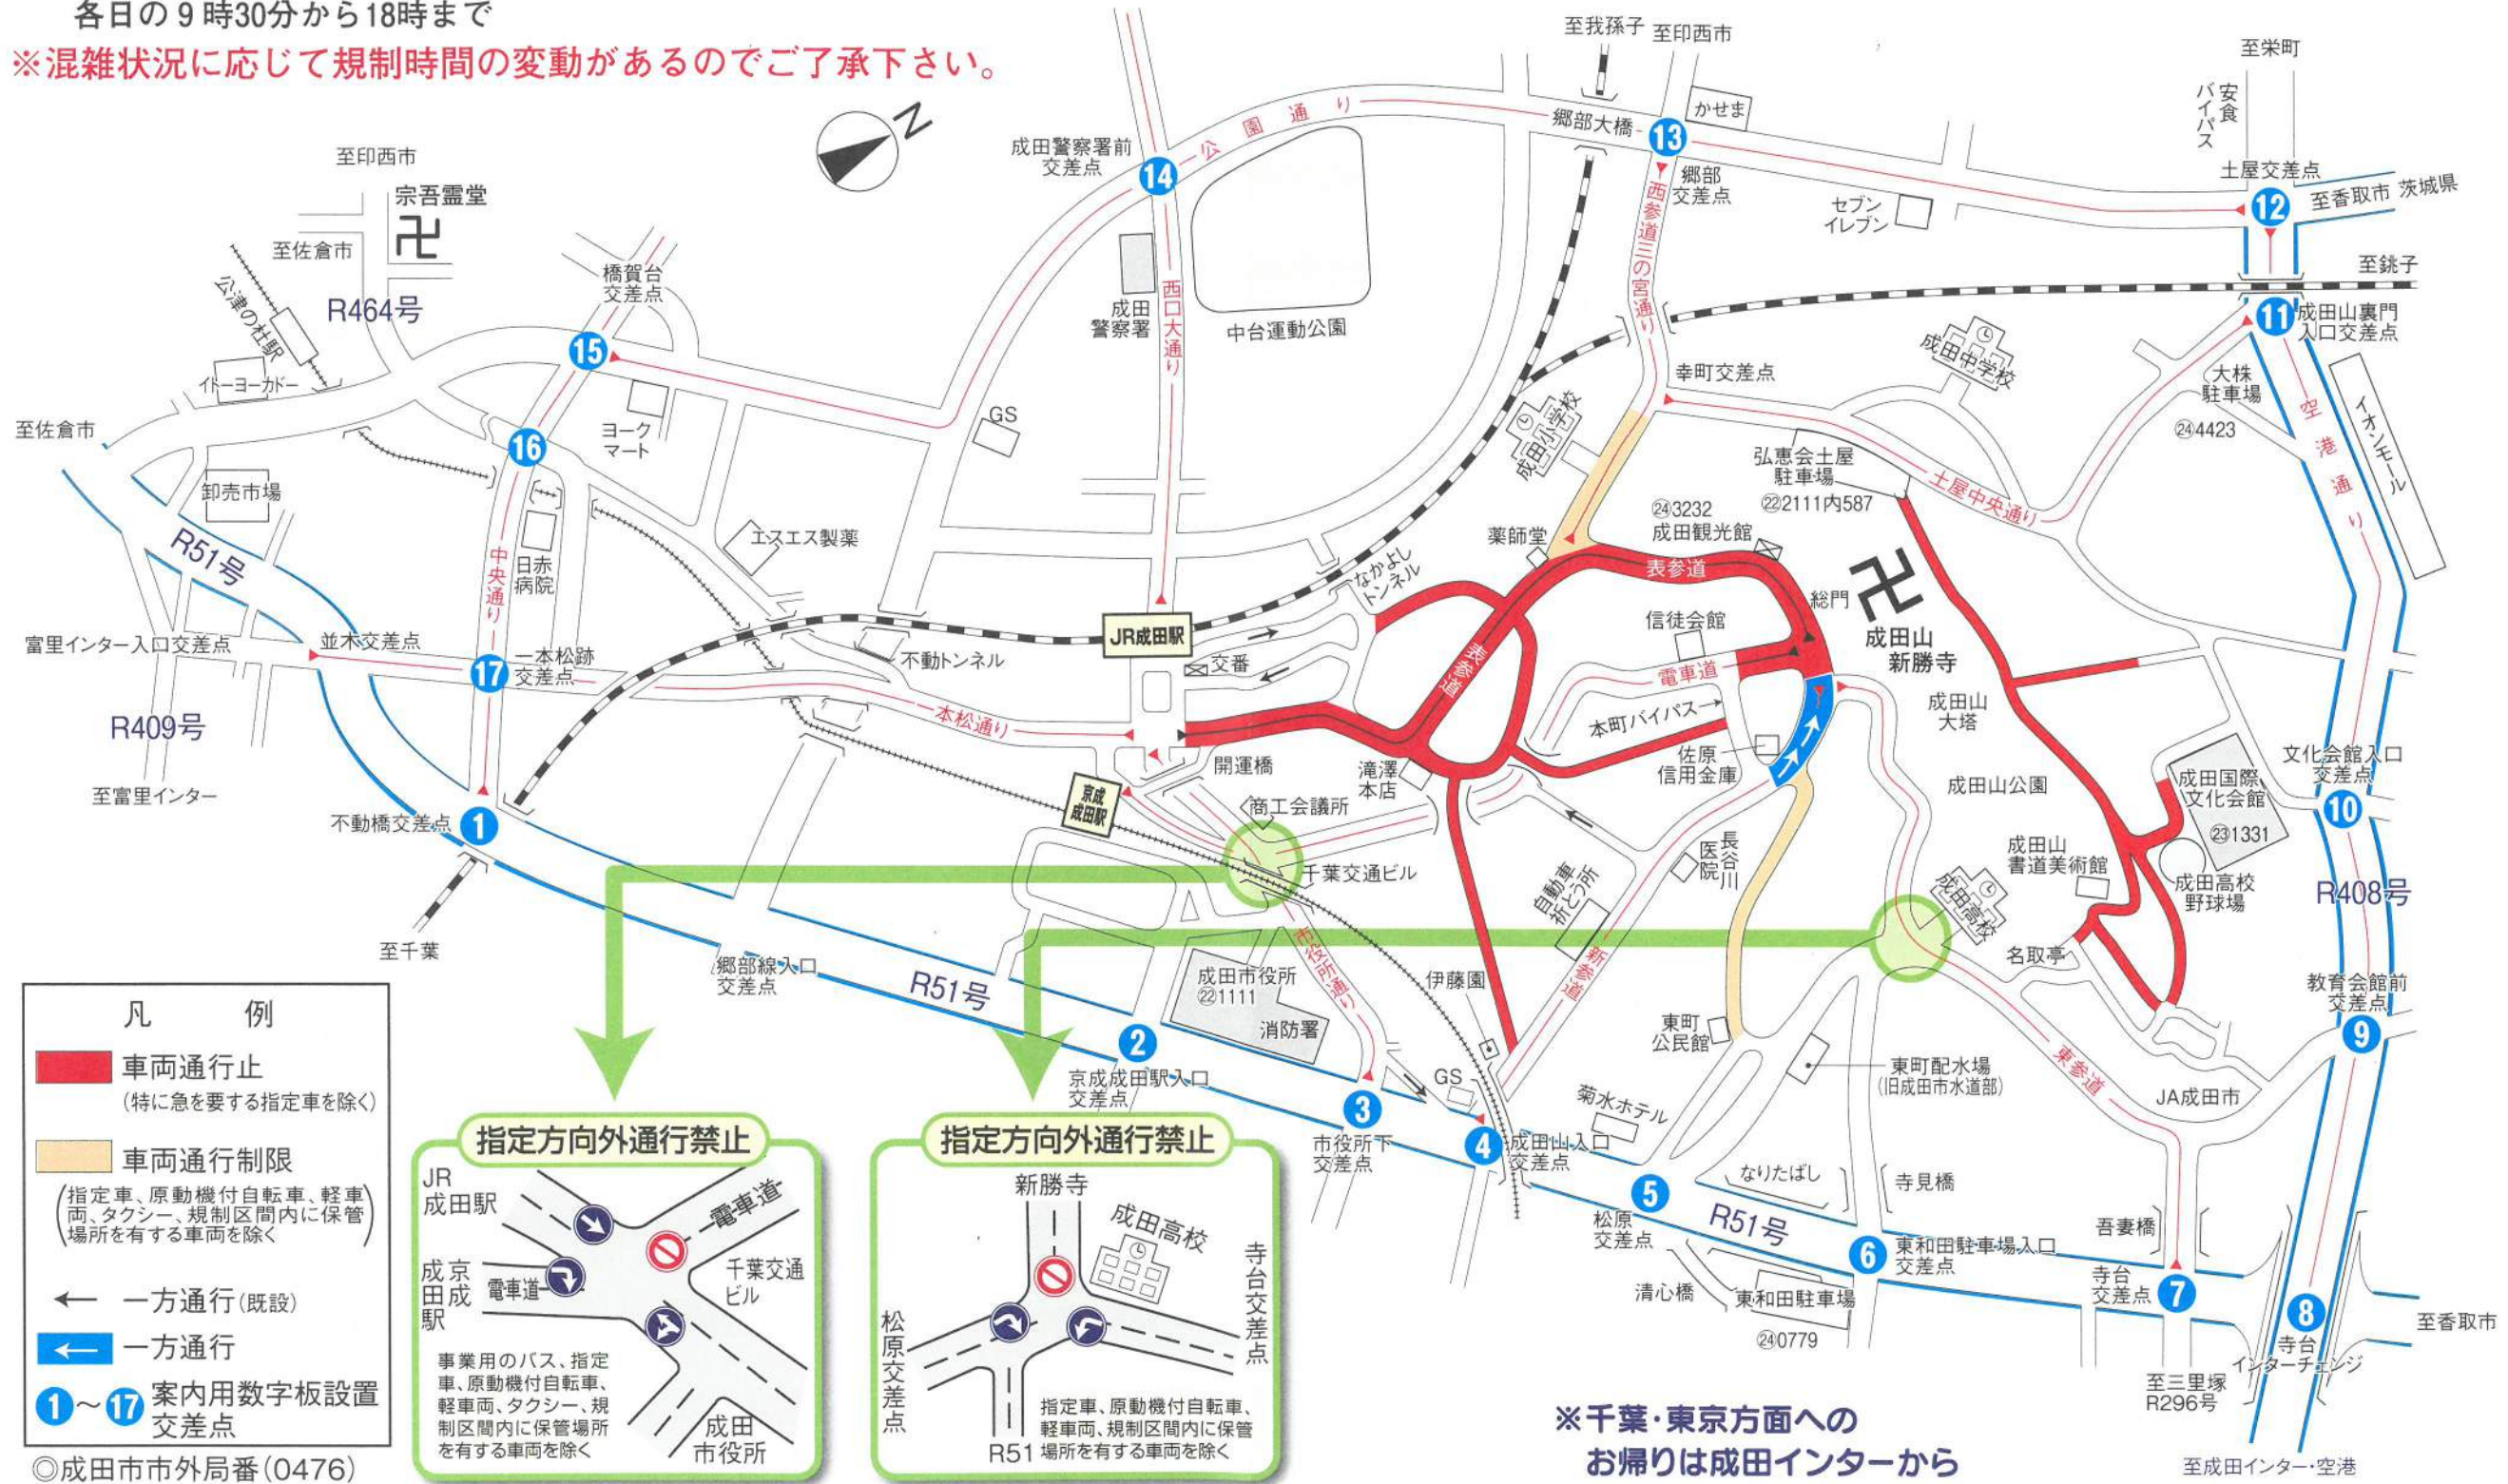 各日の9時30分から18時まで
※混雑状況に応じて規制時間の変動があるのでご了承下さい。
N
至我孫子
至印西市
至栄町
安食
バイパス
かせま
郷部大橋
13
郷部
交差点
公園通り
成田警察署前
交差点
14
土屋交差点
12
至香取市 茨城県
セブン
イレブン
西参道三の宮通り
至銚子
11
成田山裏門
入口交差点
至印西市
宗吾霊堂
卍
至佐倉市
R464号
公津の杜駅
イトーヨーカドー
橋賀台
交差点
15
成田
警察署
西口大通り
中台運動公園
幸町交差点
成田中学校
大株
駐車場
㉔4423
空港通り
イオンモール
至佐倉市
16
ヨーク
マート
GS
成田小学校
弘恵会土屋
駐車場
㉒2111内587
土屋中央通り
卸売市場
R51号
中央通り
日赤
病院
エスエス製薬
㉔3232
成田観光館
薬師堂
表参道
なかよし
トンネル
総門
卍
成田山
新勝寺
信徒会館
電車道
JR成田駅
交番
富里インター入口交差点
並木交差点
17
一本松跡
交差点
不動トンネル
一本松通り
表参道
本町バイパス
佐原
信用金庫
成田山
大塔
R409号
至富里インター
開運橋
滝澤
本店
京成
成田駅
商工会議所
千葉交通ビル
成田山公園
成田国際
文化会館
㉓1331
文化会館入口
交差点
10
不動橋交差点
1
長谷川
医院
自動車
祈とう所
成田山
書道美術館
成田高校
野球場
R408号
成田高校
名取亭
至千葉
郷部線入口
交差点
R51号
成田市役所
㉒1111
消防署
市役所通り
伊藤園
新参道
東町
公民館
教育会館前
交差点
9
2
京成成田駅入口
交差点
3
市役所下
交差点
GS
4
成田山入口
交差点
菊水ホテル
東町配水場
(旧成田市水道部)
東参道
JA成田市
5
松原
交差点
なりたばし
寺見橋
R51号
6
東和田駐車場入口
交差点
吾妻橋
清心橋
東和田駐車場
㉔0779
寺台
交差点
7
8
寺台
インターチェンジ
至香取市
至三里塚
R296号
至成田インター・空港
凡例
車両通行止
(特に急を要する指定車を除く)
車両通行制限
(指定車、原動機付自転車、軽車
両、タクシー、規制区間内に保管
場所を有する車両を除く)
一方通行(既設)
一方通行
1～17 案内用数字板設置
交差点
◎成田市市外局番(0476)
指定方向外通行禁止
JR
成田駅
電車道
京成
成田駅
電車道
千葉交通
ビル
事業用のバス、指定
車、原動機付自転車、
軽車両、タクシー、規
制区間内に保管場所
を有する車両を除く
成田
市役所
指定方向外通行禁止
新勝寺
成田高校
松原交差点
寺台交差点
R51
指定車、原動機付自転車、
軽車両、規制区間内に保管
場所を有する車両を除く
※千葉・東京方面への
お帰りは成田インターから